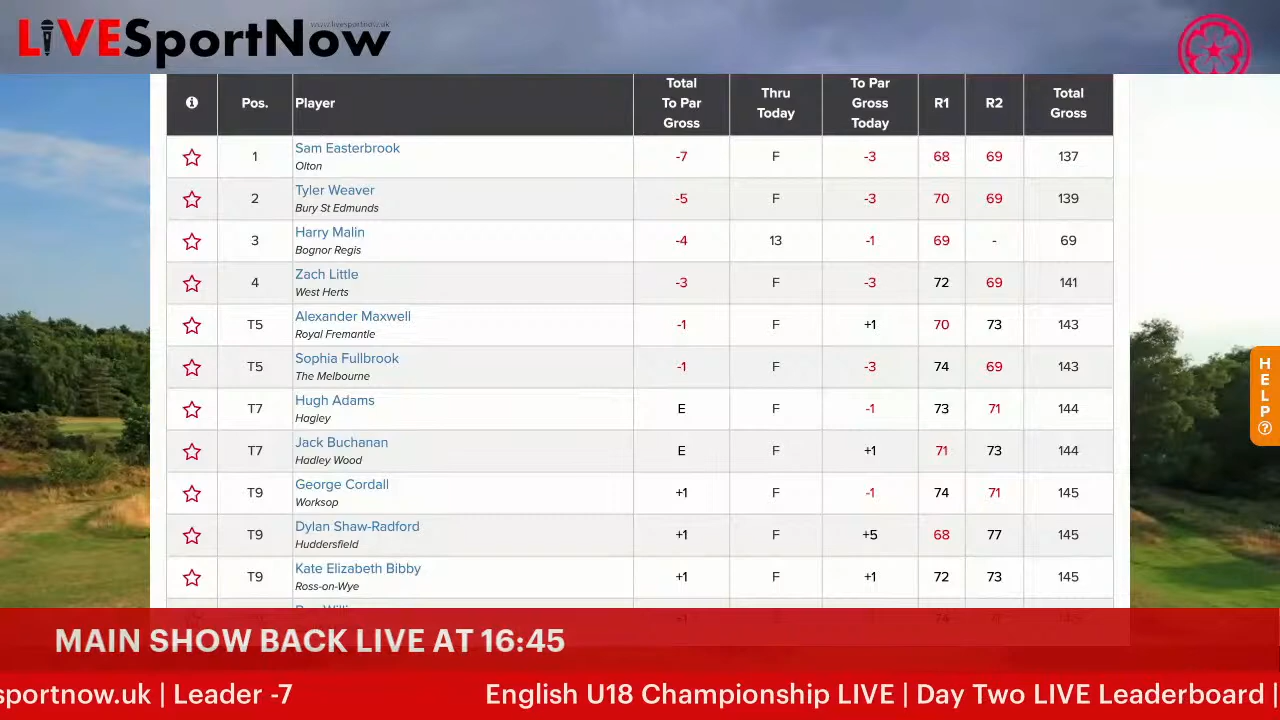 LiVESportNow
www.livesportnow.uk
Pos. Player Total To Par Gross Thru Today To Par Gross Today R1 R2 Total Gross
1 Sam Easterbrook -7 F -3 68 69 137
Olton
2 Tyler Weaver -5 F -3 70 69 139
Bury St Edmunds
3 Harry Malin -4 13 -1 69 - 69
Bognor Regis
4 Zach Little -3 F -3 72 69 141
West Herts
T5 Alexander Maxwell -1 F +1 70 73 143
Royal Fremantle
T5 Sophia Fullbrook -1 F -3 74 69 143
The Melbourne
T7 Hugh Adams E F -1 73 71 144
Hagley
T7 Jack Buchanan E F +1 71 73 144
Hadley Wood
T9 George Cordall +1 F -1 74 71 145
Worksop
T9 Dylan Shaw-Radford +1 F +5 68 77 145
Huddersfield
T9 Kate Elizabeth Bibby +1 F +1 72 73 145
Ross-on-Wye
HELP?
MAIN SHOW BACK LIVE AT 16:45
sportnow.uk | Leader -7 English U18 Championship LIVE | Day Two LIVE Leaderboard |